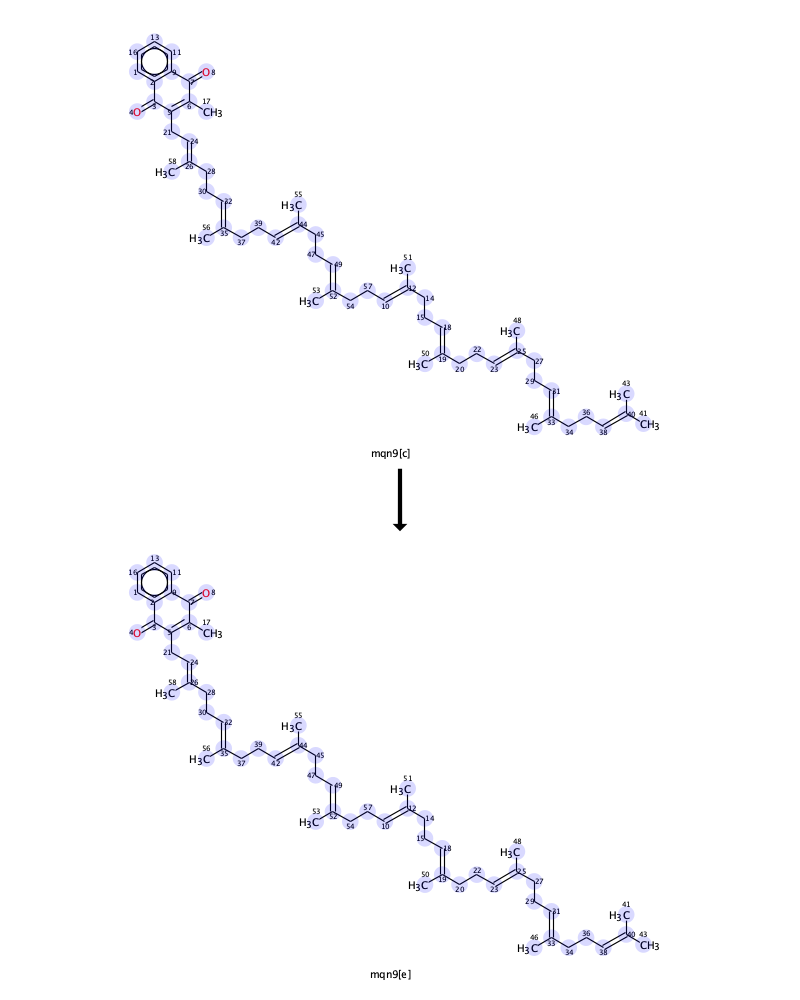 13
16 11
1 9
2 7 O 8
3
4 O 5 6 17
CH3
21 24
58 26
H3C 28
30 32
55
H3C 44
56 35 39
H3C 37 42 45
47 49
51
H3C 12
53 52 57
H3C 54 10 14
15 18
48
H3C 25
50 19 22
H3C 20 23 27
29 31
43
H3C 40 41
CH3
46 33 36
H3C 34 38
mqn9[c]
13
16 11
1 9
2 7 O 8
3
4 O 5 6 17
CH3
21 24
58 26
H3C 28
30 32
55
H3C 44
56 35 39
H3C 37 42 45
47 49
51
H3C 12
53 52 57
H3C 54 10 14
15 18
48
H3C 25
50 19 22
H3C 20 23 27
29 31
41
H3C 40 43
CH3
46 33 36
H3C 34 38
mqn9[e]